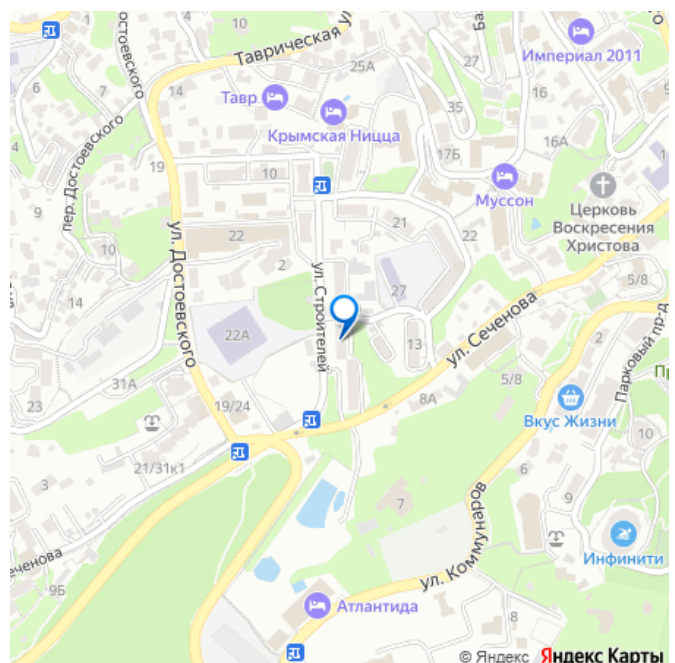 Таврическая ул
Империал 2011
остоевского
Ба
27
25А
14
14
Тавр
Крымская Ницца
35
16
16А
17Б
пер. Достоевского
19
10
Муссон
Церковь
Воскресения
Христова
9
10
22
21
22
ул. Достоевского
2
ул. Строителей
27
5/8
14
22А
13
ул. Сеченова
2
Парковый пр-д
31А
23
19/24
8А
5/8
Вкус Жизни
10
21/31к1
3
7
6
9
ул. Коммунаров
Инфинити
еченова
9Б
Атлантида
8
© Яндекс Яндекс Карты